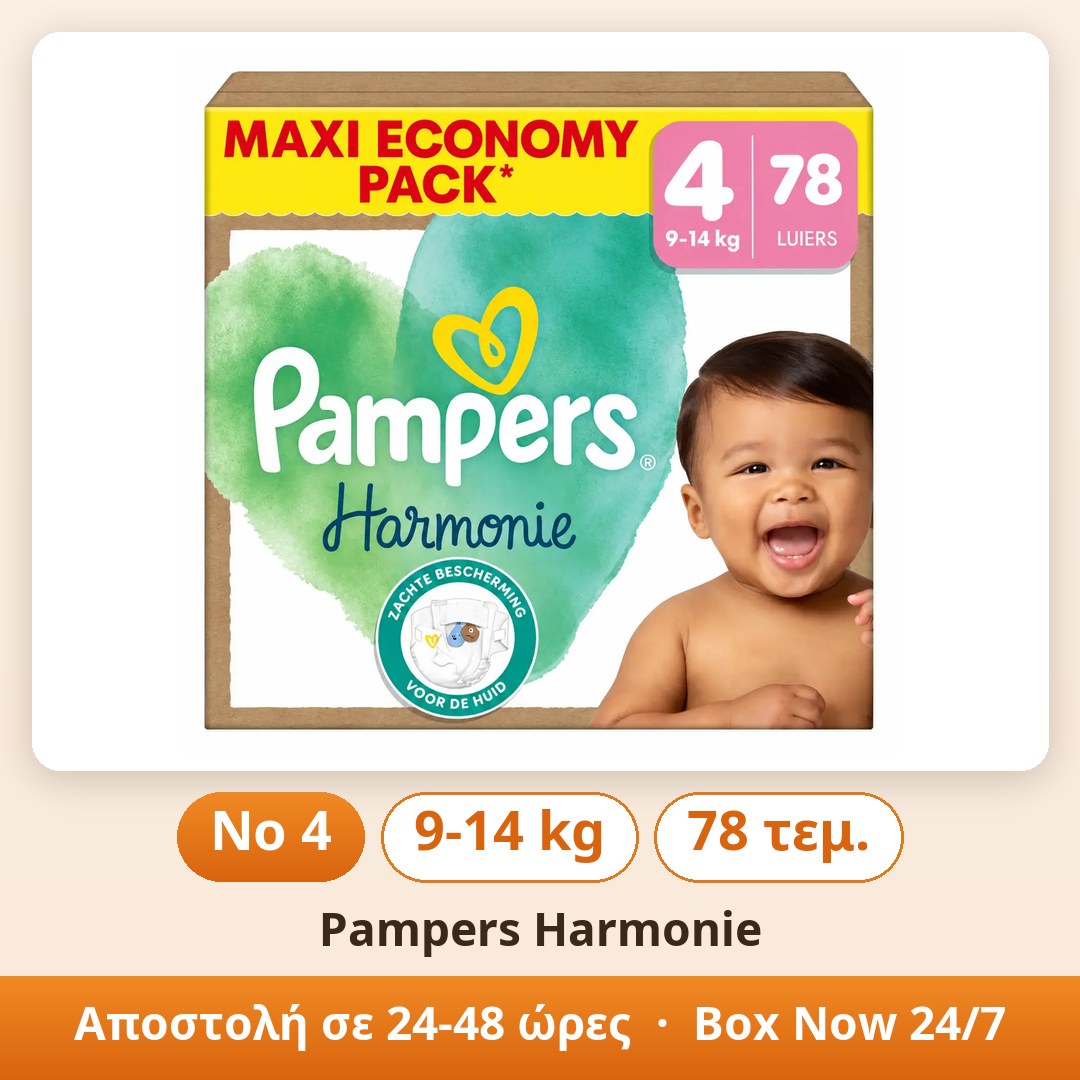 MAXI ECONOMY
PACK*
4
9-14 kg
78
LUIERS
Pampers®
Harmonie
ZACHTE BESCHERMING
VOOR DE HUID
Νο 4
9-14 kg
78 τεμ.
Pampers Harmonie
Αποστολή σε 24-48 ώρες · Box Now 24/7